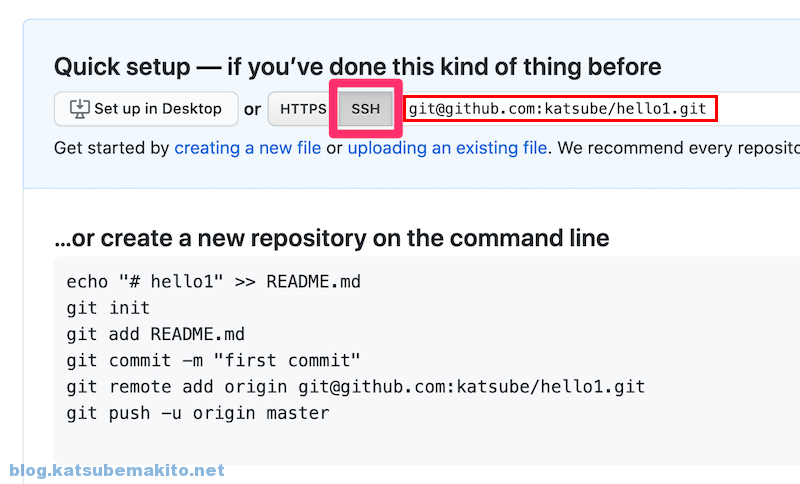 Quick setup — if you’ve done this kind of thing before
Set up in Desktop or HTTPS SSH git@github.com:katsube/hello1.git
Get started by creating a new file or uploading an existing file. We recommend every
…or create a new repository on the command line
echo "# hello1" >> README.md
git init
git add README.md
git commit -m "first commit"
git remote add origin git@github.com:katsube/hello1.git
git push -u origin master
blog.katsubemakito.net